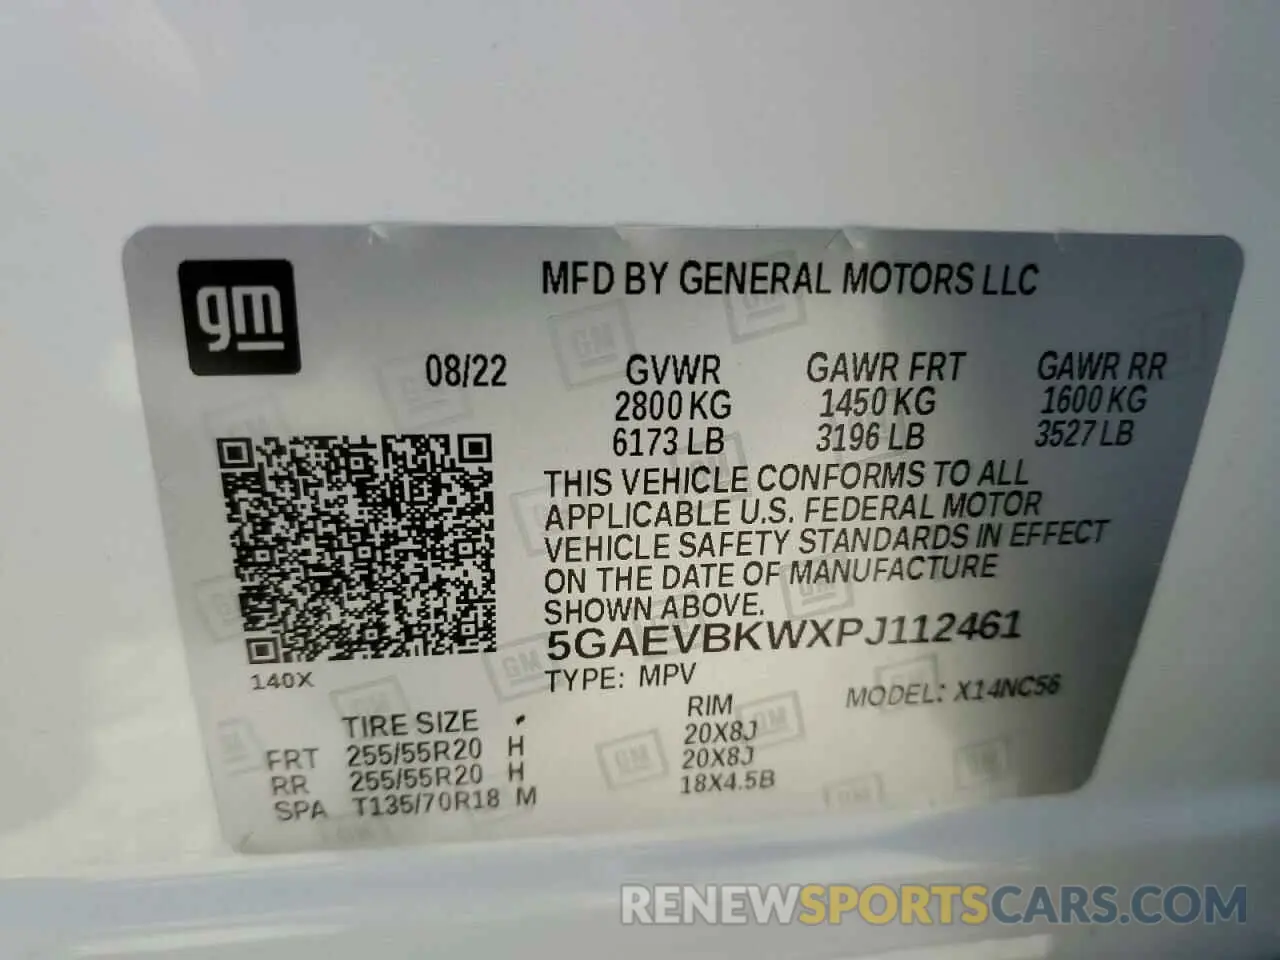 gm
MFD BY GENERAL MOTORS LLC
08/22 GVWR GAWR FRT GAWR RR
2800 KG 1450 KG 1600 KG
6173 LB 3196 LB 3527 LB
THIS VEHICLE CONFORMS TO ALL
APPLICABLE U.S. FEDERAL MOTOR
VEHICLE SAFETY STANDARDS IN EFFECT
ON THE DATE OF MANUFACTURE
SHOWN ABOVE.
5GAEVBKWXPJ112461
140X
TYPE: MPV MODEL: X14NC56
TIRE SIZE RIM
FRT 255/55R20 H 20X8J
RR 255/55R20 H 20X8J
SPA T135/70R18 M 18X4.5B
RENEWSPORTSCARS.COM